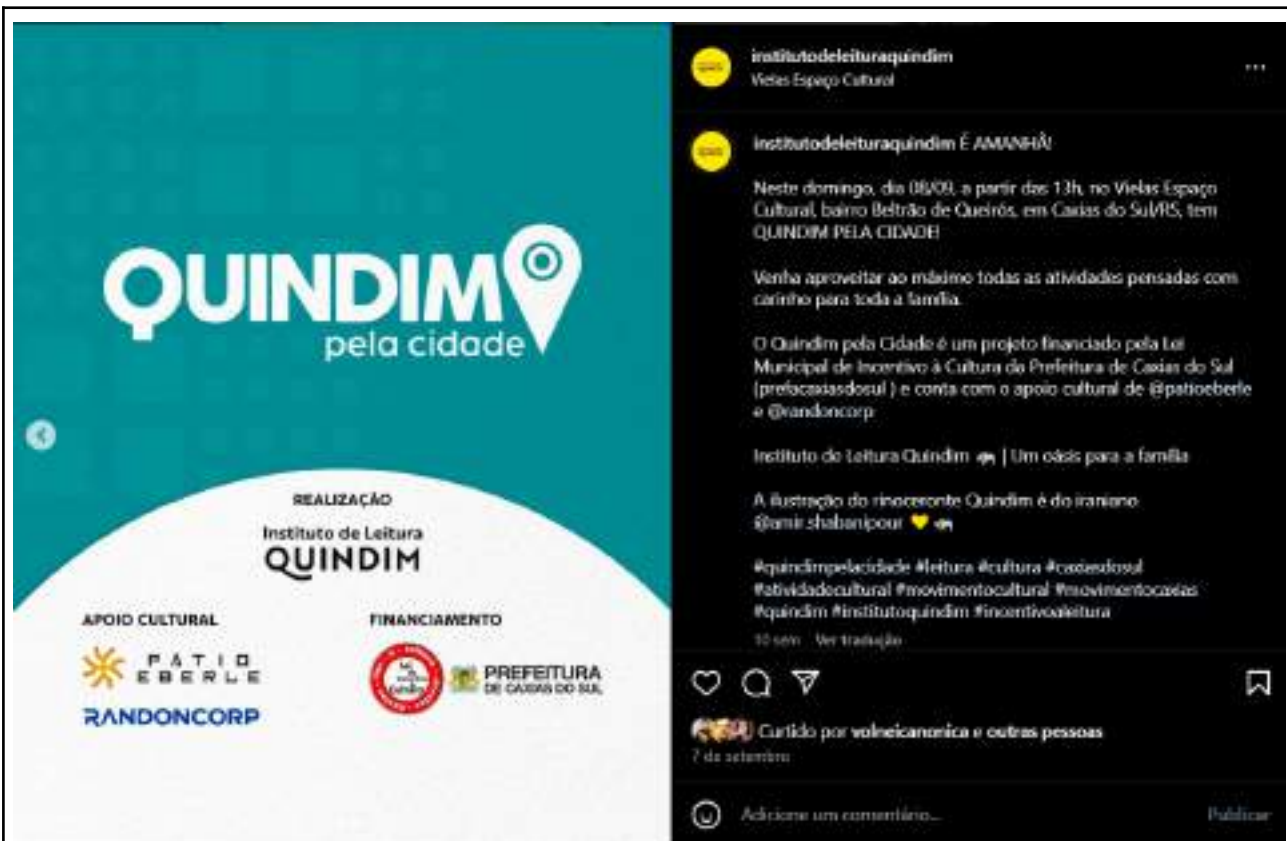 QUINDIM
pela cidade
REALIZAÇÃO
Instituto de Leitura
QUINDIM
APOIO CULTURAL
PÁTIO
EBERLE
RANDONCORP
FINANCIAMENTO
PREFEITURA
DE CAXIAS DO SUL
institutodeleituraquindim
Vielas Espaço Cultural
institutodeleituraquindim É AMANHÃ!
Neste domingo, dia 08/09, a partir das 13h, no Vielas Espaço
Cultural, bairro Beltrão de Queirós, em Caxias do Sul/RS, tem
QUINDIM PELA CIDADE!
Venha aproveitar ao máximo todas as atividades pensadas com
carinho para toda a família.
O Quindim pela Cidade é um projeto financiado pela Lei
Municipal de Incentivo à Cultura da Prefeitura de Caxias do Sul
(prefacaxiasdosul ) e conta com o apoio cultural de @patioeberle
e @randoncorp
Instituto de Leitura Quindim 🦏 | Um oásis para a família
A ilustração do rinoceronte Quindim é do iraniano
@amir.shabanipour 💛 🦏
#quindimpelacidade #leitura #cultura #caxiasdosul
#atividadecultural #movimentocultural #movimentocaxias
#quindim #institutoquindim #incentivoaleitura
10 sem Ver tradução
Curtido por volneicanonica e outras pessoas
7 de setembro
Adicione um comentário...
Publicar